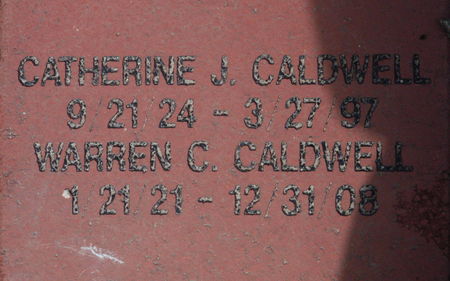 CATHERINE J. CALDWELL
9/21/24 - 3/27/97
WARREN C. CALDWELL
1/21/21 - 12/31/08